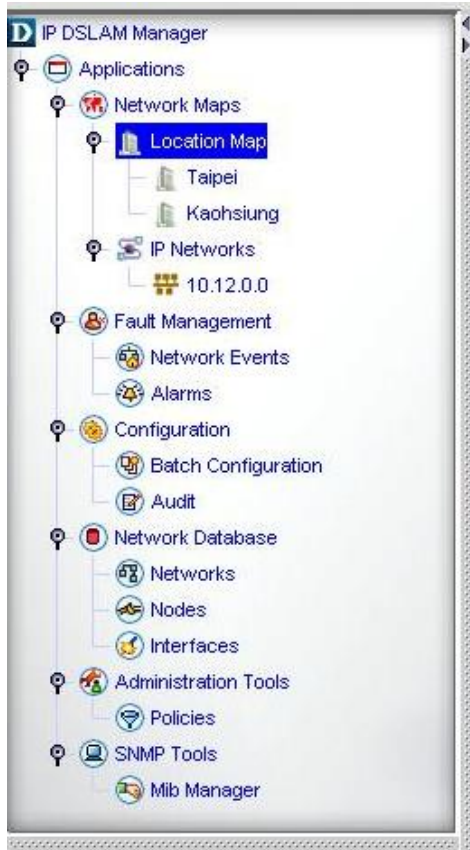 D IP DSLAM Manager
Applications
Network Maps
Location Map
Taipei
Kaohsiung
IP Networks
10.12.0.0
Fault Management
Network Events
Alarms
Configuration
Batch Configuration
Audit
Network Database
Networks
Nodes
Interfaces
Administration Tools
Policies
SNMP Tools
Mib Manager